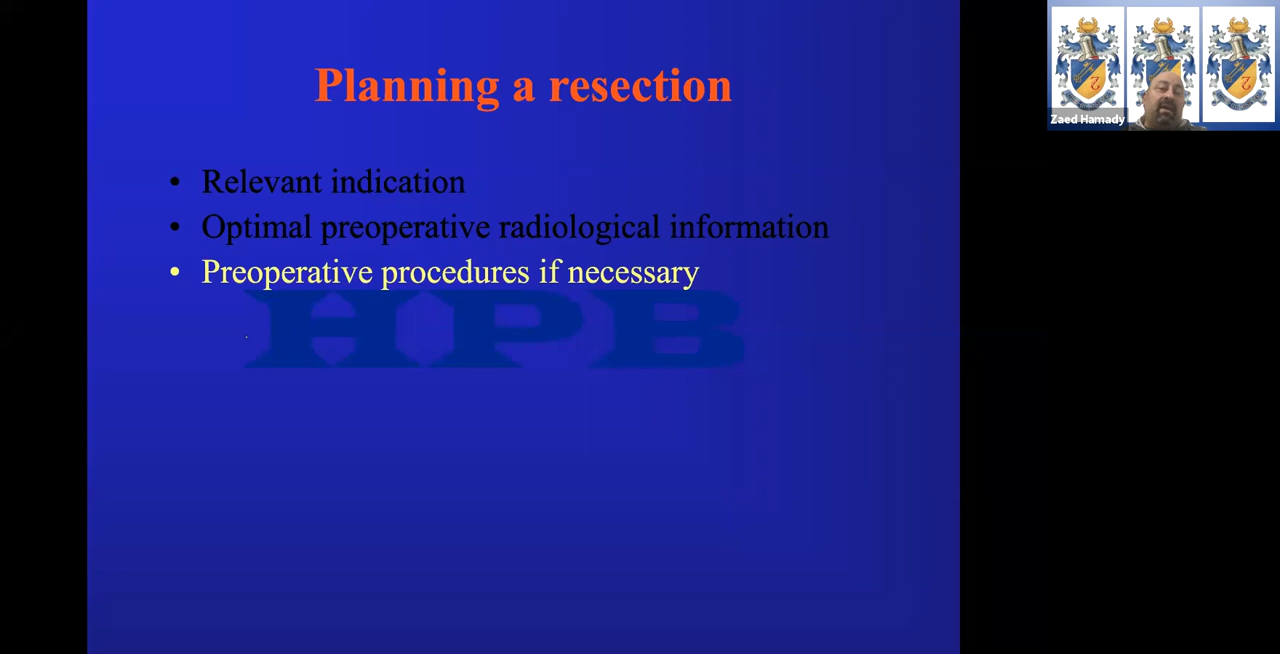 Planning a resection
• Relevant indication
• Optimal preoperative radiological information
• Preoperative procedures if necessary
HPB
Zaed Hamady